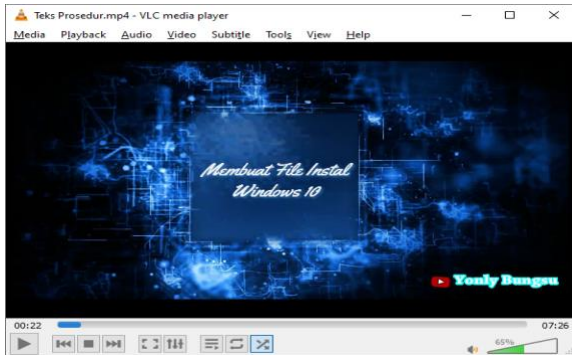 Teks Prosedur.mp4 - VLC media player
Media Playback Audio Video Subtitle Tools View Help
Membuat File Instal
Windows 10
Yonly Bungsu
00:22
07:26
65%